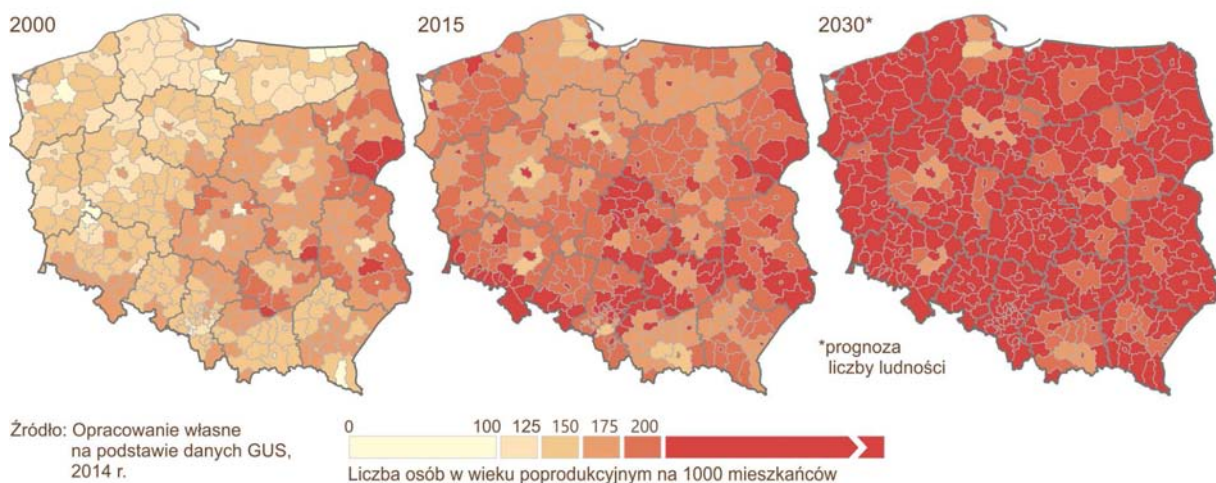 2000
2015
2030*
*prognoza
liczby ludności
Źródło: Opracowanie własne
na podstawie danych GUS,
2014 r.
0 100 125 150 175 200
Liczba osób w wieku poprodukcyjnym na 1000 mieszkańców